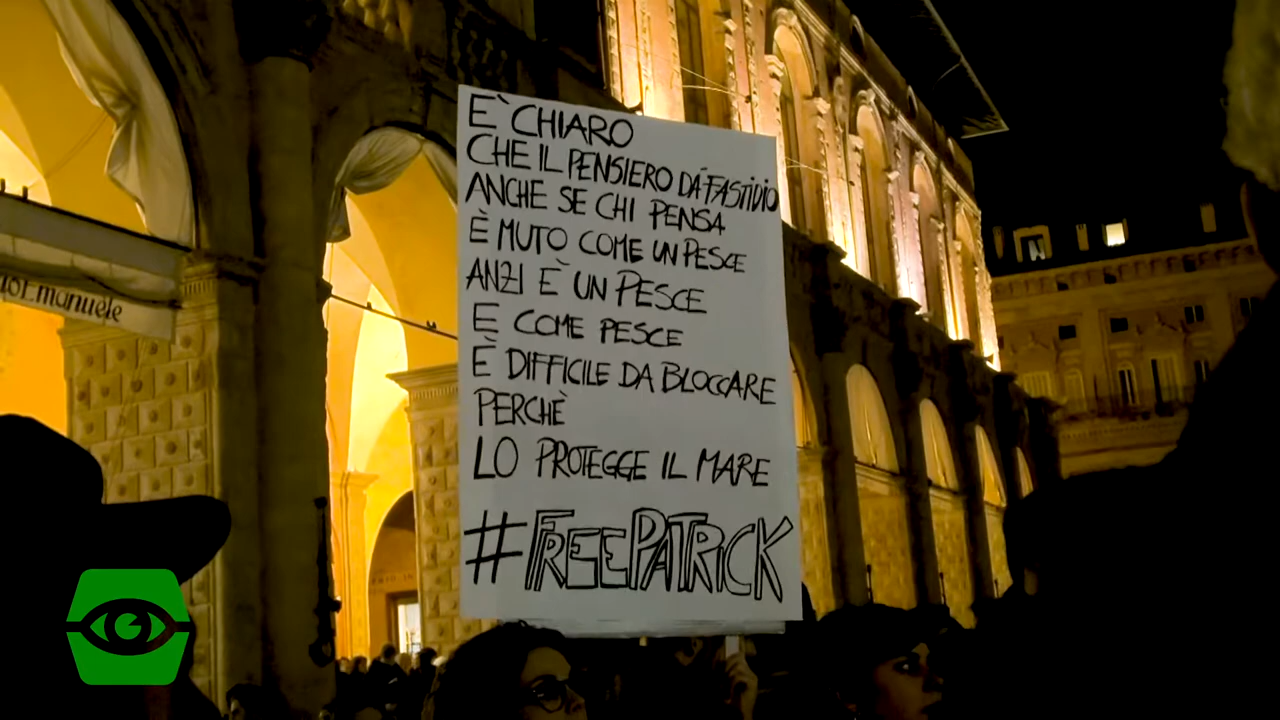 E' CHIARO
CHE IL PENSIERO DÀ FASTIDIO
ANCHE SE CHI PENSA
È MUTO COME UN PESCE
ANZI È UN PESCE
E COME PESCE
È DIFFICILE DA BLOCCARE
PERCHÈ
LO PROTEGGE IL MARE
#FREEPATRICK
Emanuele